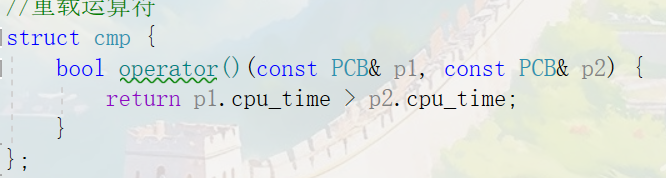 //重载运算符
struct cmp {
    bool operator()(const PCB& p1, const PCB& p2) {
        return p1.cpu_time > p2.cpu_time;
    }
};